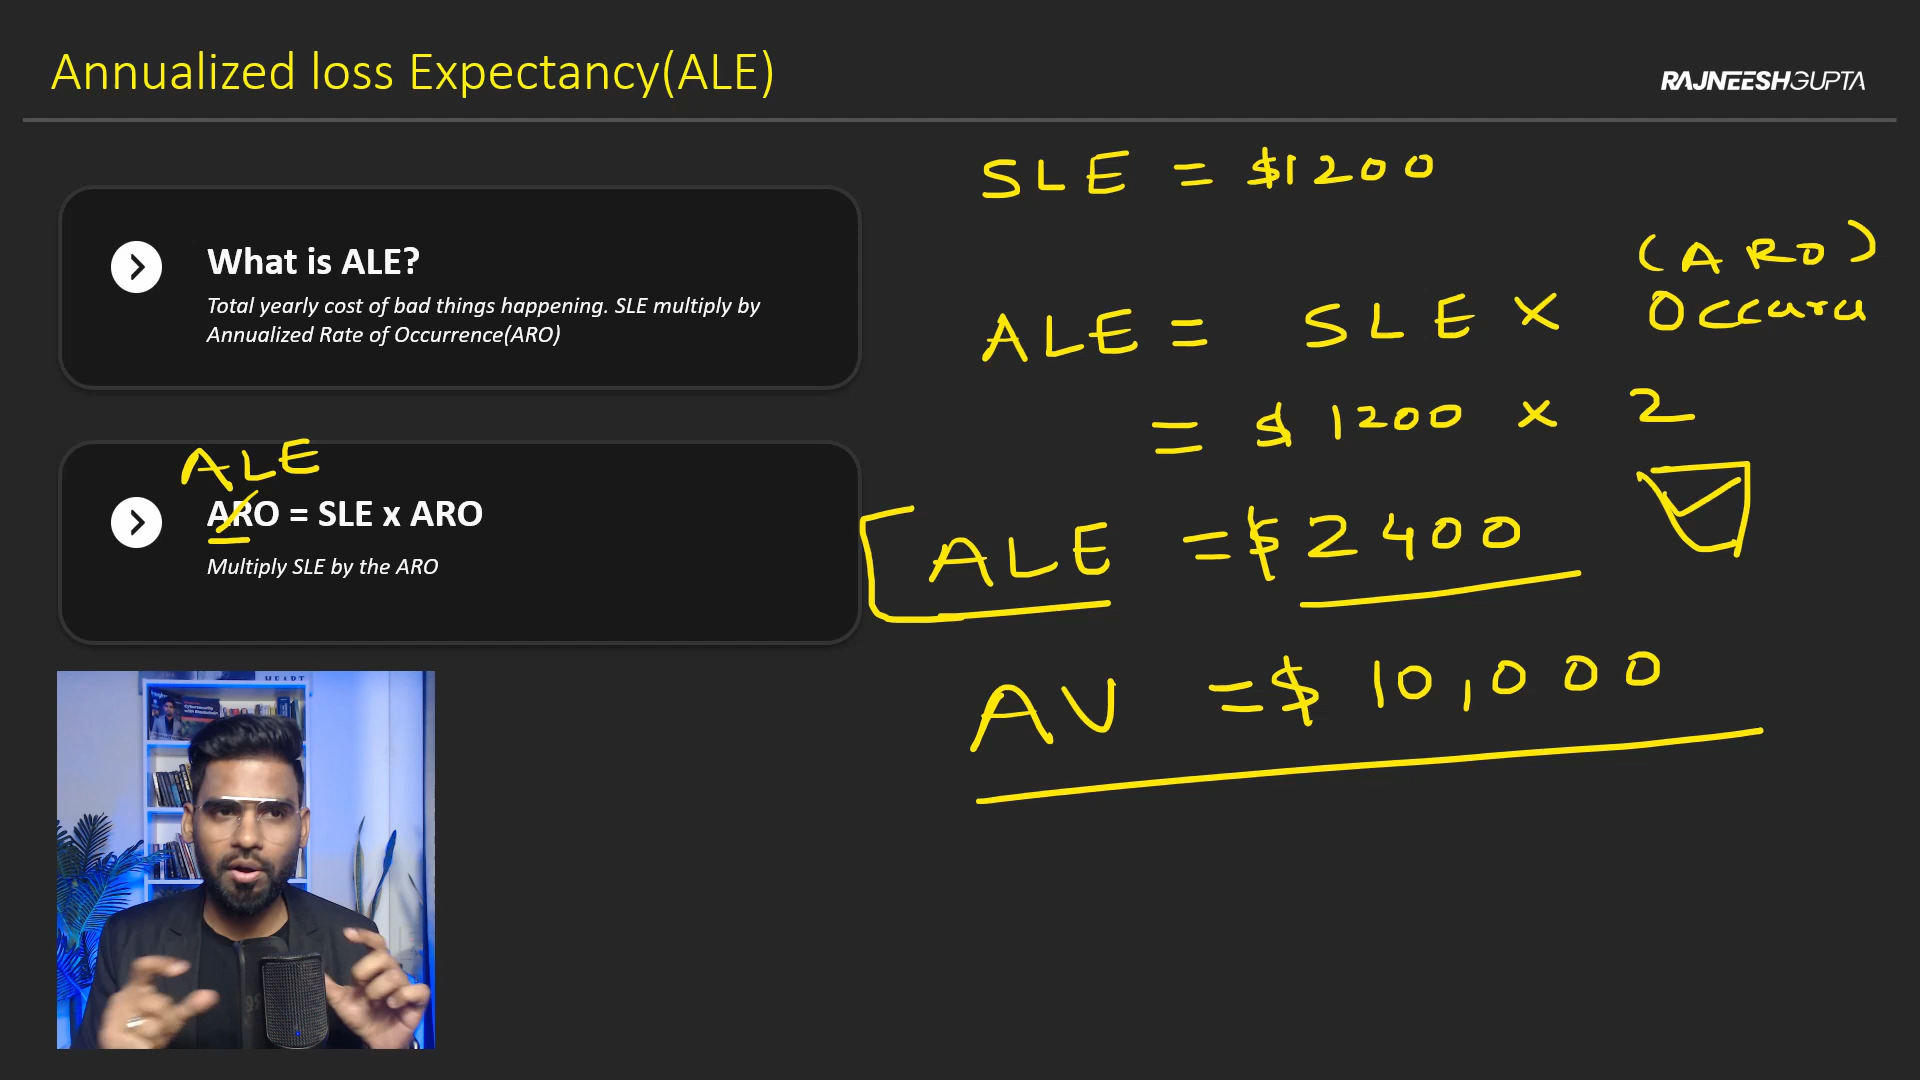 Annualized loss Expectancy(ALE)
RAJNEESHGUPTA
What is ALE?
Total yearly cost of bad things happening. SLE multiply by
Annualized Rate of Occurrence(ARO)
ALE
ARO = SLE x ARO
Multiply SLE by the ARO
SLE = $1200
(ARO)
ALE = SLE X Occuru
= $1200 x 2
ALE = $2400
AV = $10,000